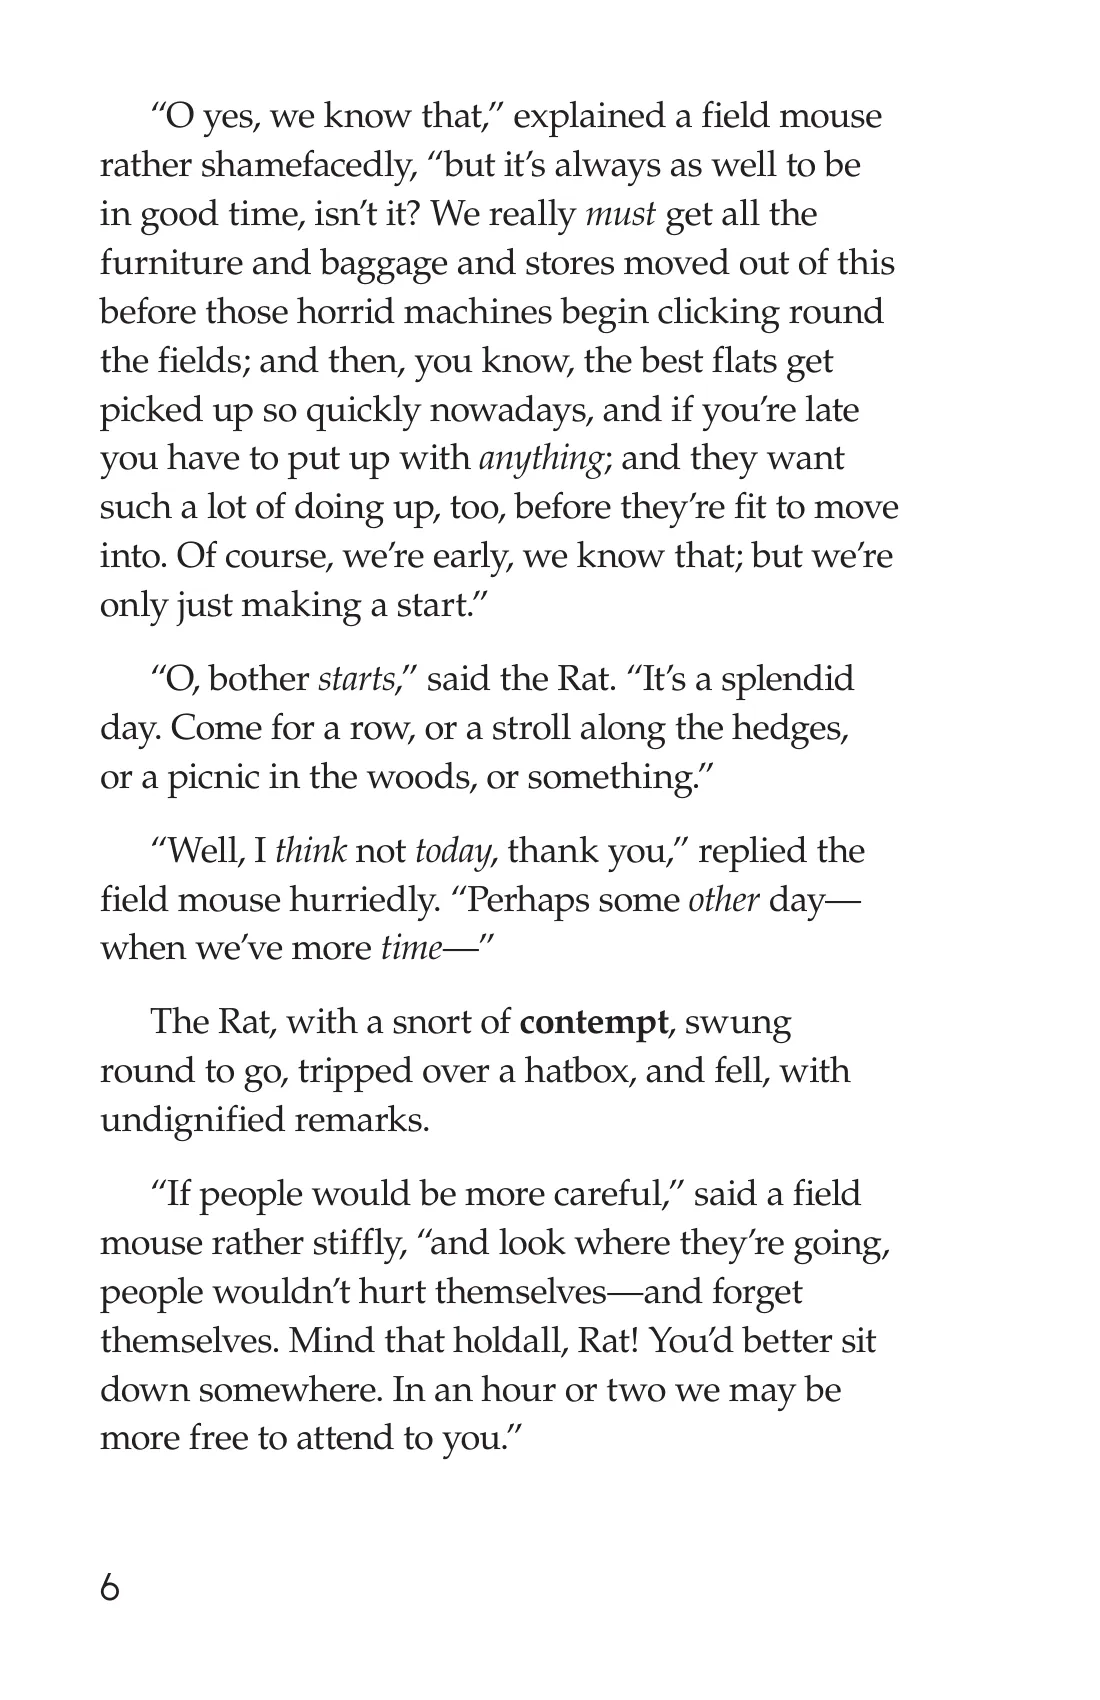 “O yes, we know that,” explained a field mouse
rather shamefacedly, “but it’s always as well to be
in good time, isn’t it? We really must get all the
furniture and baggage and stores moved out of this
before those horrid machines begin clicking round
the fields; and then, you know, the best flats get
picked up so quickly nowadays, and if you’re late
you have to put up with anything; and they want
such a lot of doing up, too, before they’re fit to move
into. Of course, we’re early, we know that; but we’re
only just making a start.”
“O, bother starts,” said the Rat. “It’s a splendid
day. Come for a row, or a stroll along the hedges,
or a picnic in the woods, or something.”
“Well, I think not today, thank you,” replied the
field mouse hurriedly. “Perhaps some other day—
when we’ve more time—”
The Rat, with a snort of contempt, swung
round to go, tripped over a hatbox, and fell, with
undignified remarks.
“If people would be more careful,” said a field
mouse rather stiffly, “and look where they’re going,
people wouldn’t hurt themselves—and forget
themselves. Mind that holdall, Rat! You’d better sit
down somewhere. In an hour or two we may be
more free to attend to you.”
6